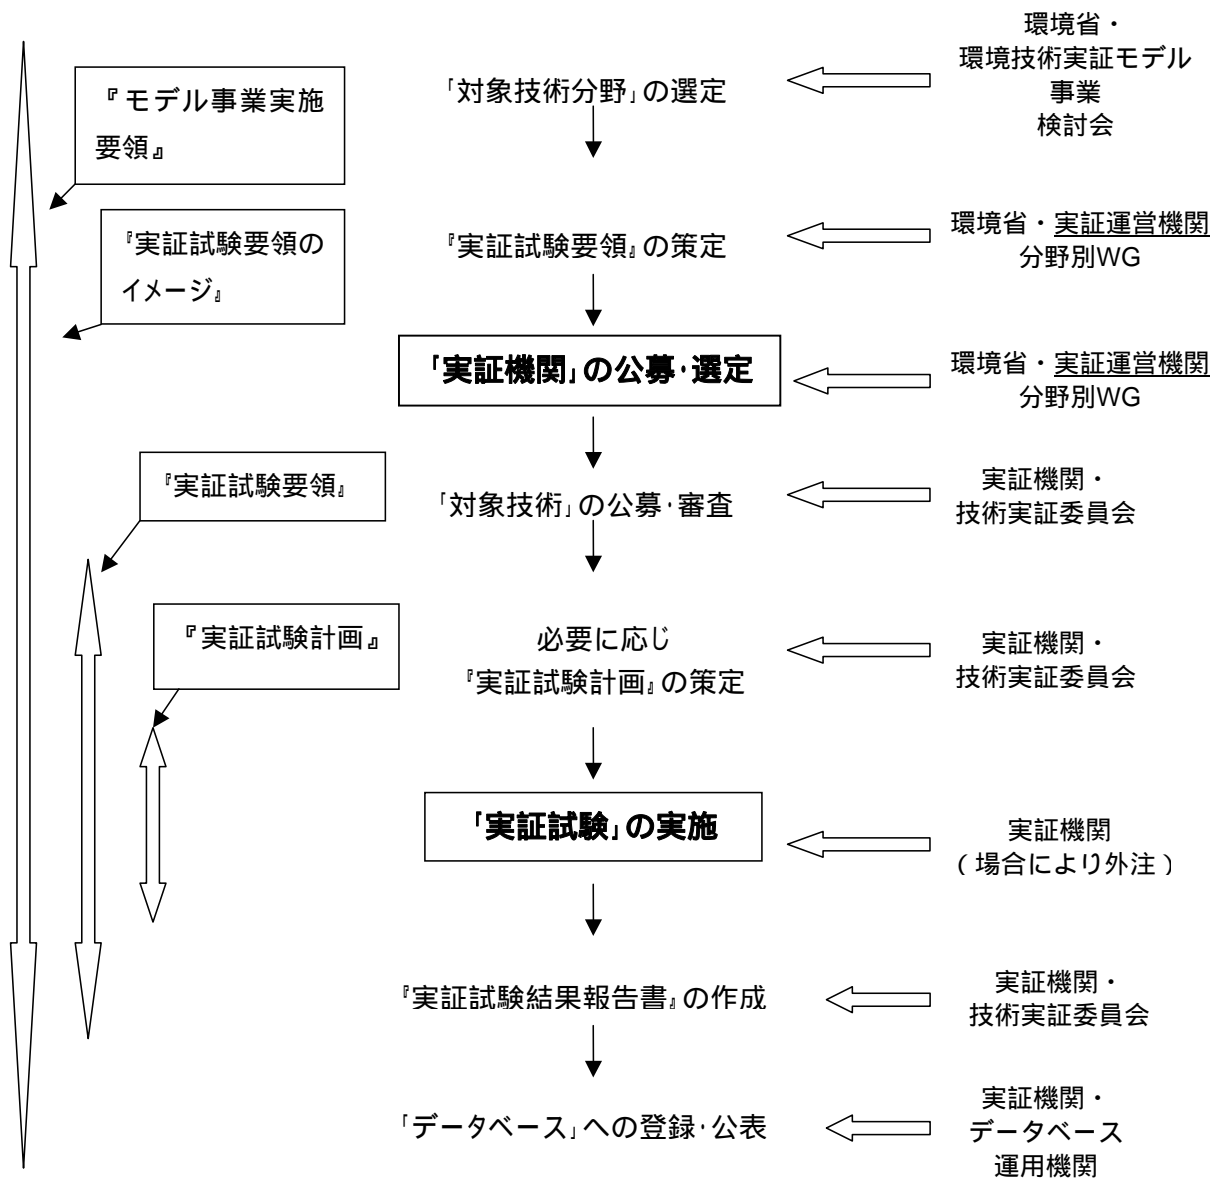 環境省・
環境技術実証モデル
事業
検討会
『モデル事業実施
要領』
「対象技術分野」の選定
『実証試験要領の
イメージ』
『実証試験要領』の策定
環境省・実証運営機関
分野別WG
「実証機関」の公募・選定
環境省・実証運営機関
分野別WG
『実証試験要領』
「対象技術」の公募・審査
実証機関・
技術実証委員会
『実証試験計画』
必要に応じ
『実証試験計画』の策定
実証機関・
技術実証委員会
「実証試験」の実施
実証機関
（場合により外注）
『実証試験結果報告書』の作成
実証機関・
技術実証委員会
「データベース」への登録・公表
実証機関・
データベース
運用機関